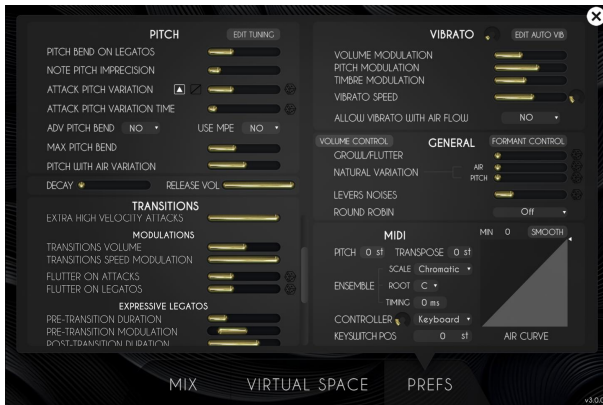 PITCH
EDIT TUNING
PITCH BEND ON LEGATOS
NOTE PITCH IMPRECISION
ATTACK PITCH VARIATION
ATTACK PITCH VARIATION TIME
ADV PITCH BEND NO USE MPE NO
MAX PITCH BEND
PITCH WITH AIR VARIATION
DECAY RELEASE VOL
TRANSITIONS
EXTRA HIGH VELOCITY ATTACKS
MODULATIONS
TRANSITIONS VOLUME
TRANSITIONS SPEED MODULATION
FLUTTER ON ATTACKS
FLUTTER ON LEGATOS
EXPRESSIVE LEGATOS
PRE-TRANSITION DURATION
PRE-TRANSITION MODULATION
POST-TRANSITION DURATION
VIBRATO
EDIT AUTO VIB
VOLUME MODULATION
PITCH MODULATION
TIMBRE MODULATION
VIBRATO SPEED
ALLOW VIBRATO WITH AIR FLOW NO
VOLUME CONTROL GENERAL FORMANT CONTROL
GROWL/FLUTTER
NATURAL VARIATION AIR
PITCH
LEVERS NOISES
ROUND ROBIN Off
MIDI
PITCH 0 st TRANSPOSE 0 st
SCALE Chromatic
ENSEMBLE ROOT C
TIMING 0 ms
CONTROLLER Keyboard
KEYSWITCH POS 0 st
MIN 0 SMOOTH
AIR CURVE
MIX VIRTUAL SPACE PREFS